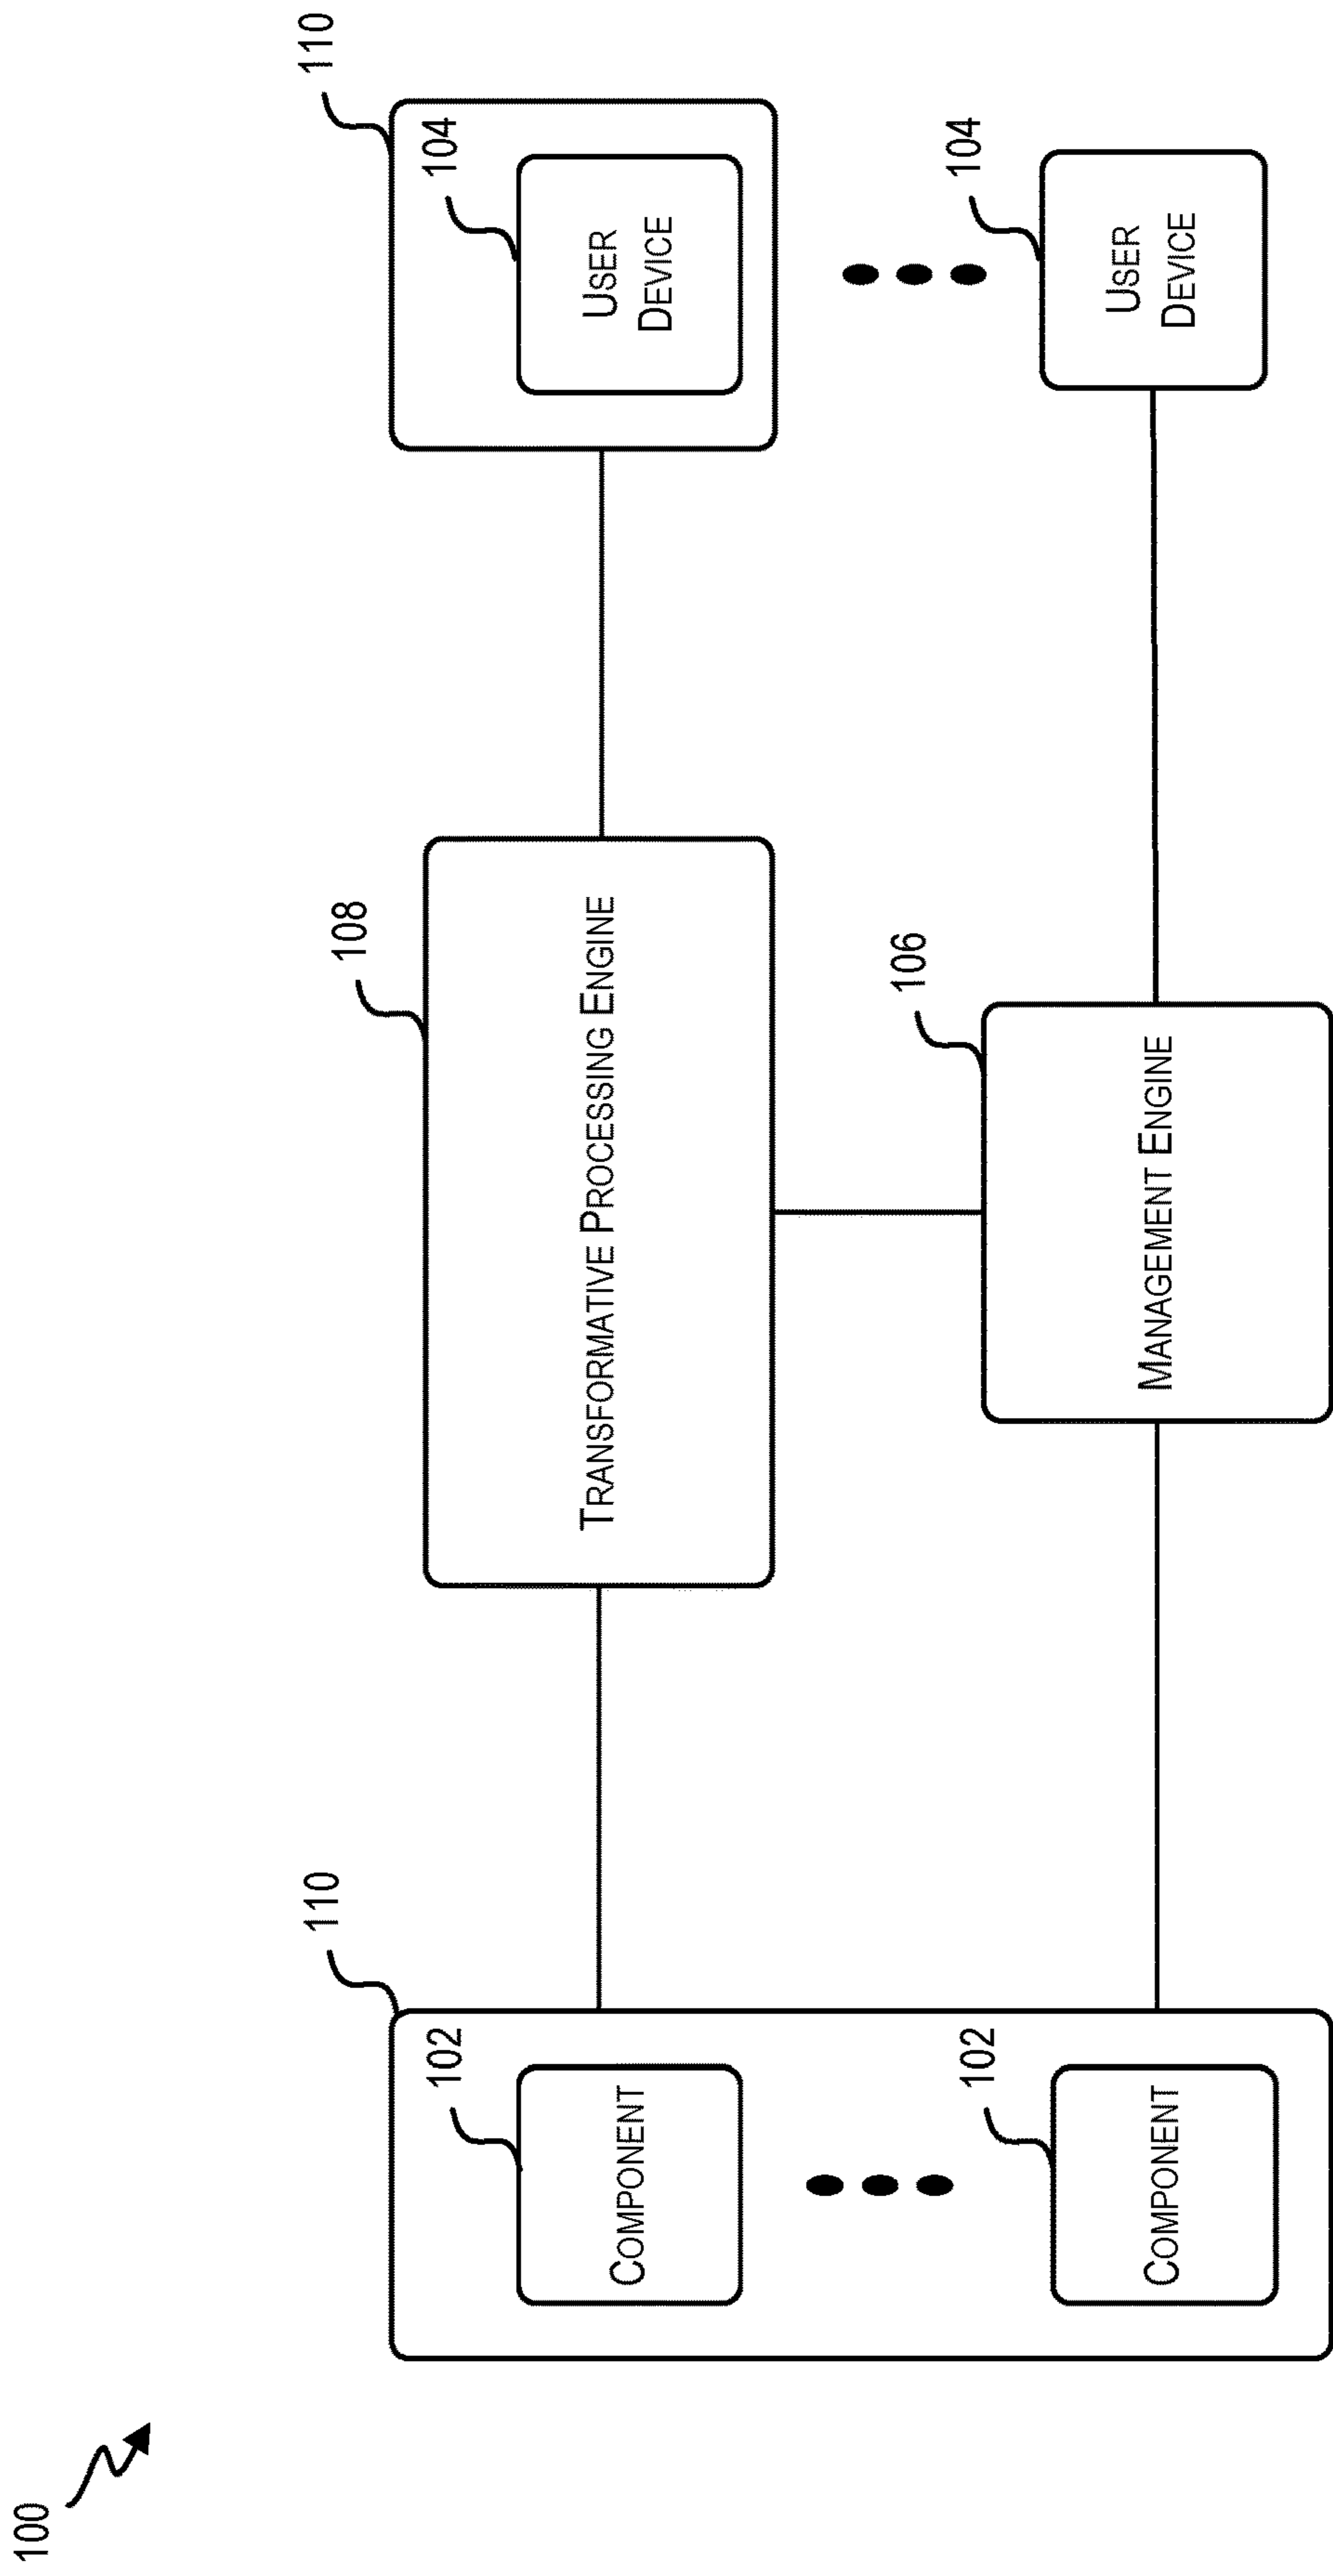 100
110
102
COMPONENT
102
COMPONENT
108
TRANSFORMATIVE PROCESSING ENGINE
106
MANAGEMENT ENGINE
110
104
USER
DEVICE
104
USER
DEVICE